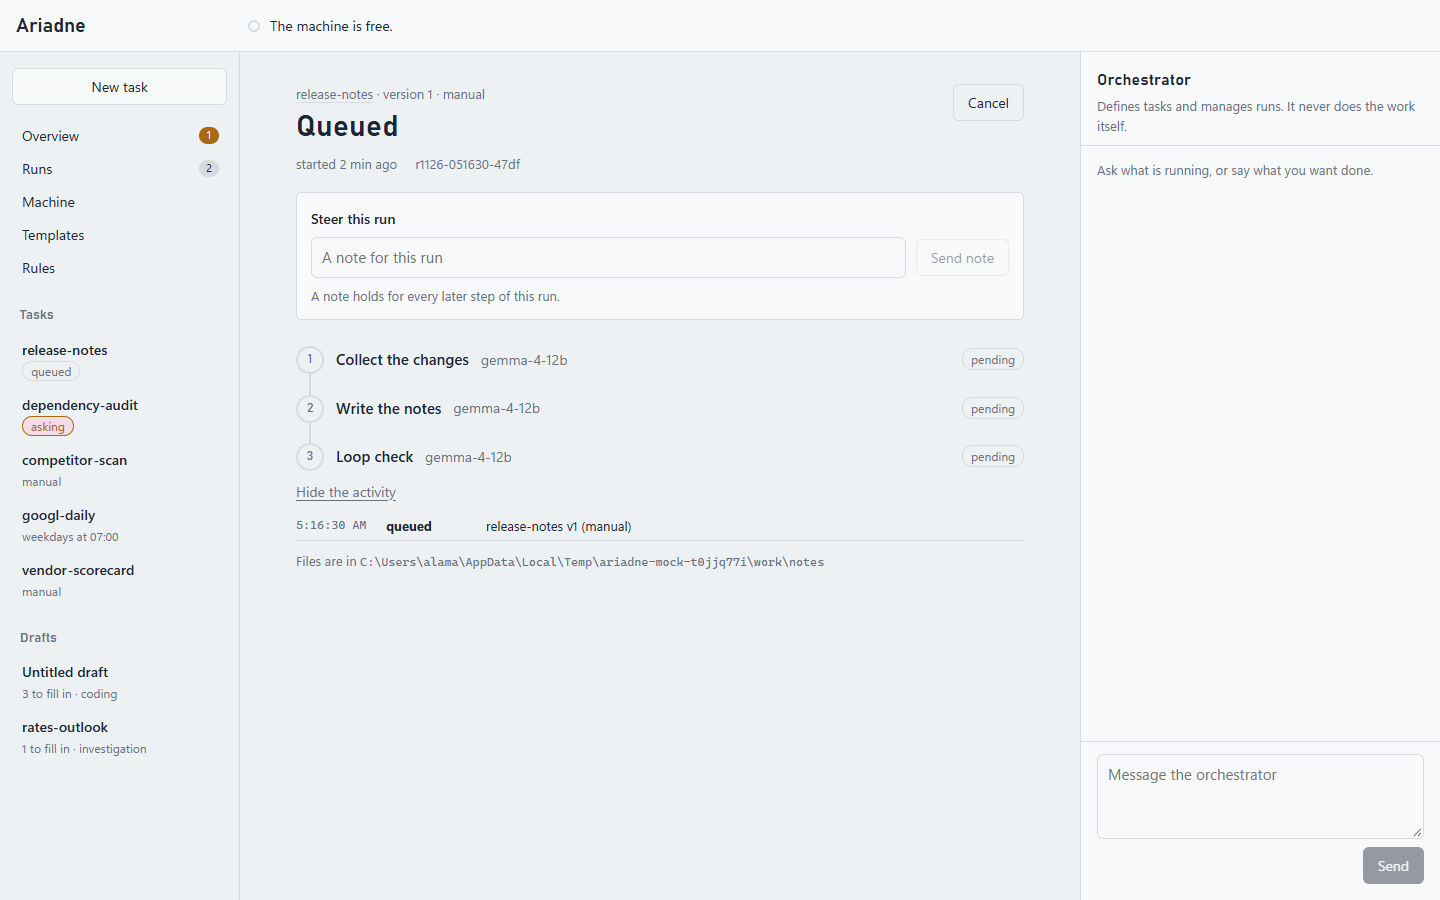 Ariadne
The machine is free.
New task
Overview 1
Runs 2
Machine
Templates
Rules
Tasks
release-notes
queued
dependency-audit
asking
competitor-scan
manual
googl-daily
weekdays at 07:00
vendor-scorecard
manual
Drafts
Untitled draft
3 to fill in · coding
rates-outlook
1 to fill in · investigation
release-notes · version 1 · manual
Cancel
Queued
started 2 min ago r1126-051630-47df
Steer this run
A note for this run
Send note
A note holds for every later step of this run.
1 Collect the changes gemma-4-12b pending
2 Write the notes gemma-4-12b pending
3 Loop check gemma-4-12b pending
Hide the activity
5:16:30 AM queued release-notes v1 (manual)
Files are in C:\Users\alama\AppData\Local\Temp\ariadne-mock-t0jjq77i\work\notes
Orchestrator
Defines tasks and manages runs. It never does the work
itself.
Ask what is running, or say what you want done.
Message the orchestrator
Send